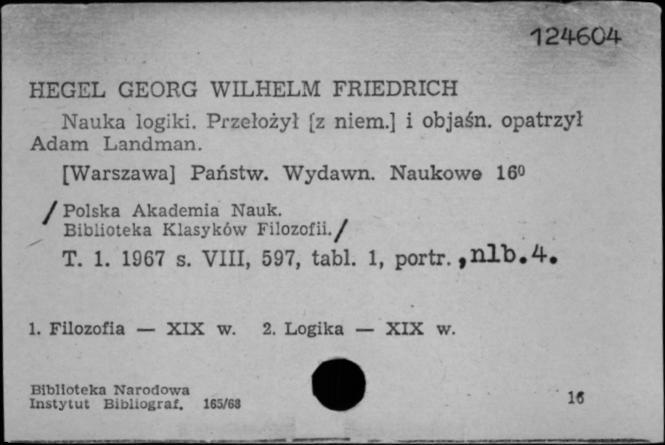 124604
HEGEL GEORG WILHELM FRIEDRICH
Nauka logiki. Przełożył [z niem.] i objaśn. opatrzył
Adam Landman.
[Warszawa] Państw. Wydawn. Naukowe 16⁰
/Polska Akademia Nauk.
Biblioteka Klasyków Filozofii./
T. 1. 1967 s. VIII, 597, tabl. 1, portr. ,nlb.4.
1. Filozofia — XIX w. 2. Logika — XIX w.
Biblioteka Narodowa
Instytut Bibliograf. 165/68
16